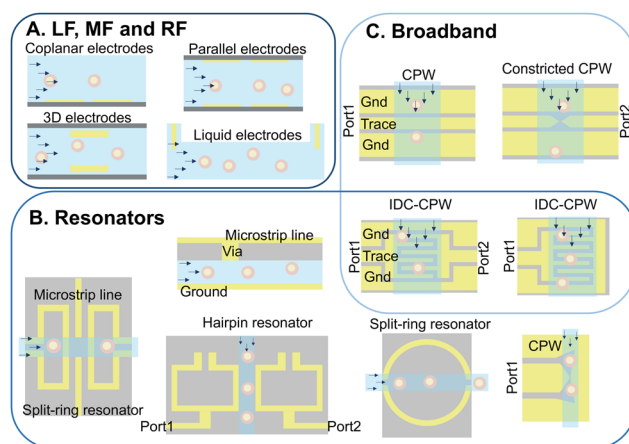 A. LF, MF and RF
Coplanar electrodes
Parallel electrodes
3D electrodes
Liquid electrodes
C. Broadband
CPW
Constricted CPW
Port1
Gnd
Trace
Gnd
Port2
IDC-CPW
IDC-CPW
Port1
Gnd
Trace
Gnd
Port2
Port1
B. Resonators
Microstrip line
Via
Ground
Microstrip line
Split-ring resonator
Hairpin resonator
Port1
Port2
Split-ring resonator
CPW
Port1